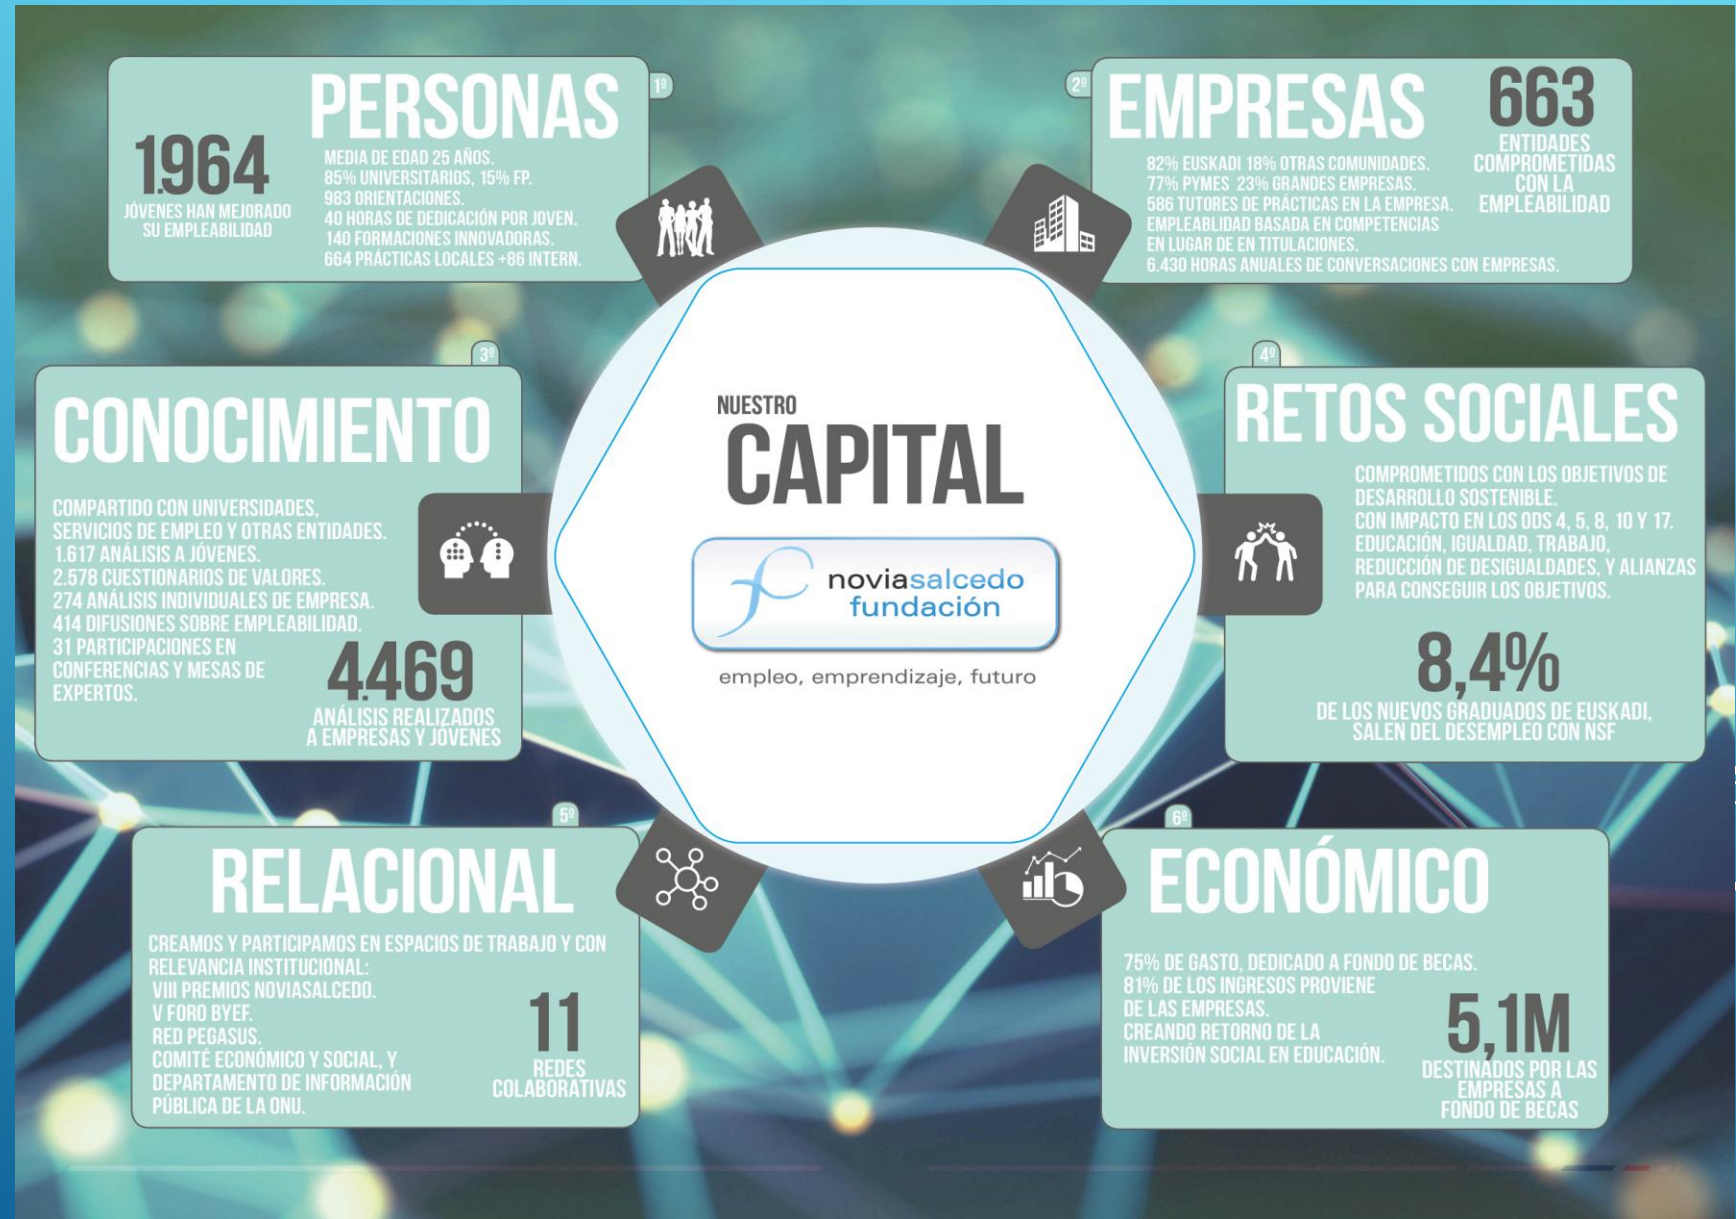 1º
PERSONAS
1.964
JÓVENES HAN MEJORADO
SU EMPLEABILIDAD
MEDIA DE EDAD 25 AÑOS.
85% UNIVERSITARIOS, 15% FP.
983 ORIENTACIONES.
40 HORAS DE DEDICACIÓN POR JOVEN.
140 FORMACIONES INNOVADORAS.
664 PRÁCTICAS LOCALES +86 INTERN.
2º
EMPRESAS
663
ENTIDADES
COMPROMETIDAS
CON LA
EMPLEABILIDAD
82% EUSKADI 18% OTRAS COMUNIDADES.
77% PYMES 23% GRANDES EMPRESAS.
586 TUTORES DE PRÁCTICAS EN LA EMPRESA.
EMPLEABLIDAD BASADA EN COMPETENCIAS
EN LUGAR DE EN TITULACIONES.
6.430 HORAS ANUALES DE CONVERSACIONES CON EMPRESAS.
3º
CONOCIMIENTO
COMPARTIDO CON UNIVERSIDADES,
SERVICIOS DE EMPLEO Y OTRAS ENTIDADES.
1.617 ANÁLISIS A JÓVENES.
2.578 CUESTIONARIOS DE VALORES.
274 ANÁLISIS INDIVIDUALES DE EMPRESA.
414 DIFUSIONES SOBRE EMPLEABILIDAD.
31 PARTICIPACIONES EN
CONFERENCIAS Y MESAS DE
EXPERTOS.
4.469
ANÁLISIS REALIZADOS
A EMPRESAS Y JÓVENES
NUESTRO
CAPITAL
noviasalcedo
fundación
empleo, emprendizaje, futuro
4º
RETOS SOCIALES
COMPROMETIDOS CON LOS OBJETIVOS DE
DESARROLLO SOSTENIBLE.
CON IMPACTO EN LOS ODS 4, 5, 8, 10 Y 17.
EDUCACIÓN, IGUALDAD, TRABAJO,
REDUCCIÓN DE DESIGUALDADES, Y ALIANZAS
PARA CONSEGUIR LOS OBJETIVOS.
8,4%
DE LOS NUEVOS GRADUADOS DE EUSKADI,
SALEN DEL DESEMPLEO CON NSF
5º
RELACIONAL
CREAMOS Y PARTICIPAMOS EN ESPACIOS DE TRABAJO Y CON
RELEVANCIA INSTITUCIONAL:
VIII PREMIOS NOVIASALCEDO.
V FORO BYEF.
RED PEGASUS.
COMITÉ ECONÓMICO Y SOCIAL, Y
DEPARTAMENTO DE INFORMACIÓN
PÚBLICA DE LA ONU.
11
REDES
COLABORATIVAS
6º
ECONÓMICO
75% DE GASTO, DEDICADO A FONDO DE BECAS.
81% DE LOS INGRESOS PROVIENE
DE LAS EMPRESAS.
CREANDO RETORNO DE LA
INVERSIÓN SOCIAL EN EDUCACIÓN.
5,1M
DESTINADOS POR LAS
EMPRESAS A
FONDO DE BECAS